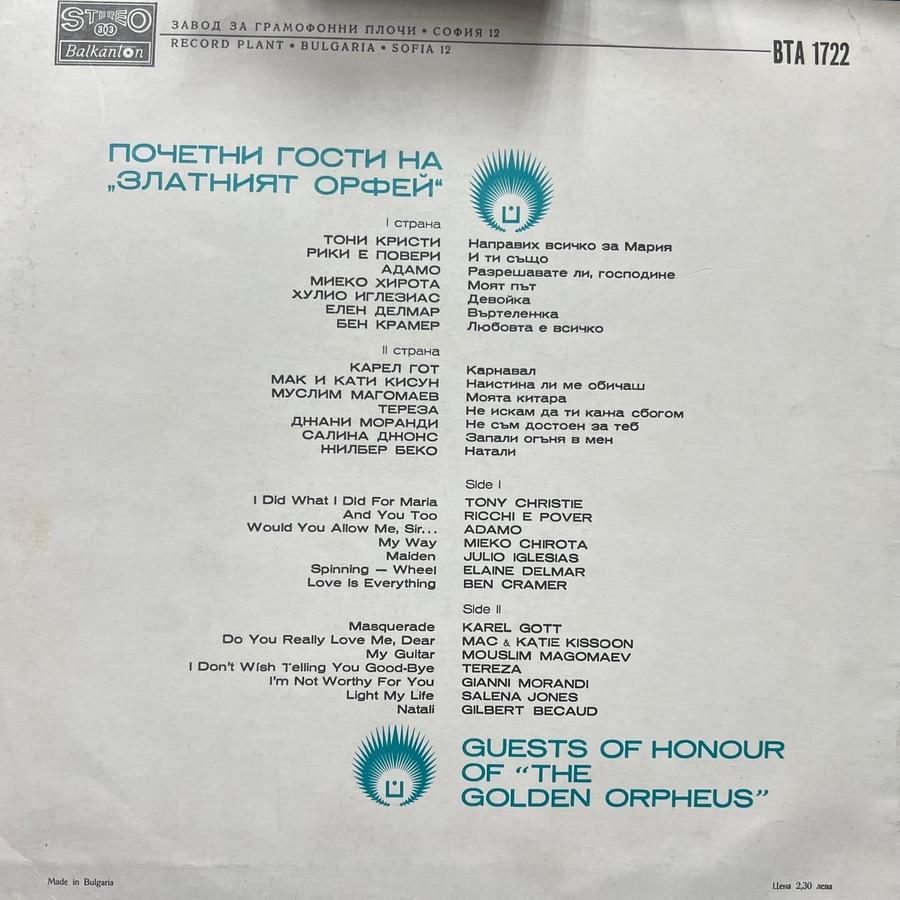 STEREO
33
Balkanton
ЗАВОД ЗА ГРАМОФОННИ ПЛОЧИ • СОФИЯ 12
RECORD PLANT • BULGARIA • SOFIA 12
ВТА 1722
ПОЧЕТНИ ГОСТИ НА
„ЗЛАТНИЯТ ОРФЕЙ“
I страна
ТОНИ КРИСТИ Направих всичко за Мария
РИКИ Е ПОВЕРИ И ти също
АДАМО Разрешавате ли, господине
МИЕКО ХИРОТА Моят път
ХУЛИО ИГЛЕЗИАС Девойка
ЕЛЕН ДЕЛМАР Въртележка
БЕН КРАМЕР Любовта е всичко
II страна
КАРЕЛ ГОТ Карнавал
МАК И КАТИ КИСУН Наистина ли ме обичаш
МУСЛИМ МАГОМАЕВ Моята китара
ТЕРЕЗА Не искам да ти кажа сбогом
ДЖАНИ МОРАНДИ Не съм достоен за теб
САЛИНА ДЖОНС Запали огъня в мен
ЖИЛБЕР БЕКО Натали
Side I
I Did What I Did For Maria TONY CHRISTIE
And You Too RICCHI E POVER
Would You Allow Me, Sir... ADAMO
My Way MIEKO CHIROTA
Maiden JULIO IGLESIAS
Spinning — Wheel ELAINE DELMAR
Love Is Everything BEN CRAMER
Side II
Masquerade KAREL GOTT
Do You Really Love Me, Dear MAC & KATIE KISSOON
My Guitar MOUSLIM MAGOMAEV
I Don't Wish Telling You Good-Bye TEREZA
I'm Not Worthy For You GIANNI MORANDI
Light My Life SALENA JONES
Natali GILBERT BECAUD
GUESTS OF HONOUR
OF “THE
GOLDEN ORPHEUS”
Made in Bulgaria
Цена 2,30 лева